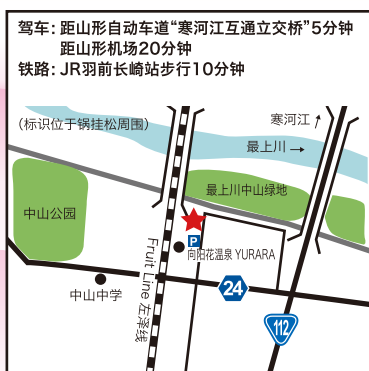 驾车：距山形自动车道“寒河江互通立交桥”5分钟
距山形机场20分钟
铁路：JR羽前长崎站步行10分钟
（标识位于锅挂松周围）
寒河江
最上川
最上川中山绿地
中山公园
P
向阳花温泉 YURARA
Fruit Line 左泽线
中山中学
24
112